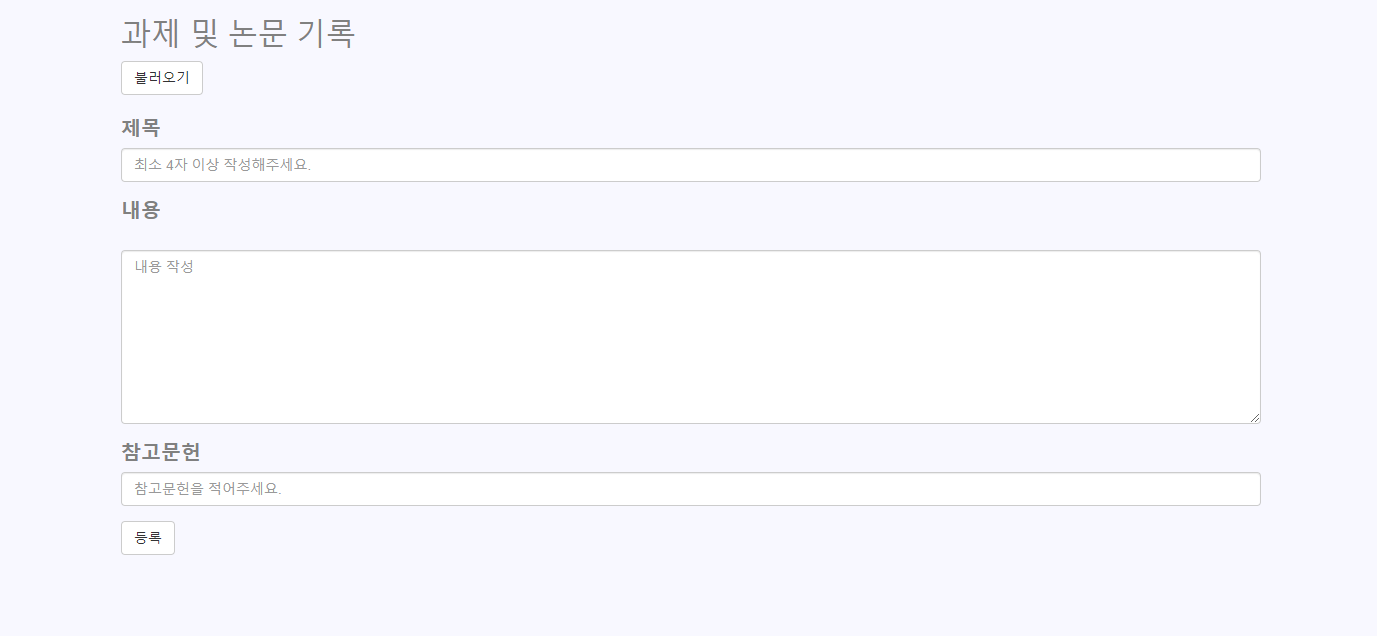 과제 및 논문 기록
불러오기
제목
최소 4자 이상 작성해주세요.
내용
내용 작성
참고문헌
참고문헌을 적어주세요.
등록